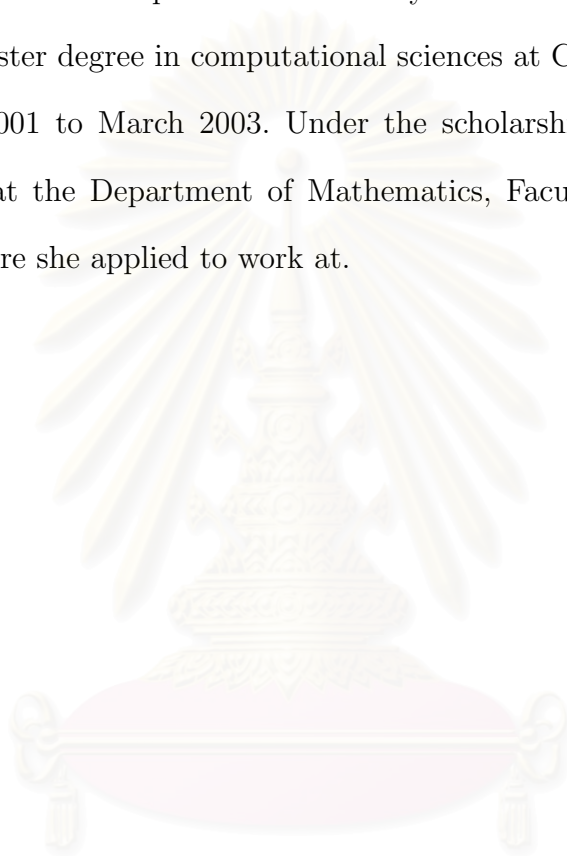 ster degree in computational sciences at C
001 to March 2003. Under the scholarsh
at the Department of Mathematics, Facu
re she applied to work at.